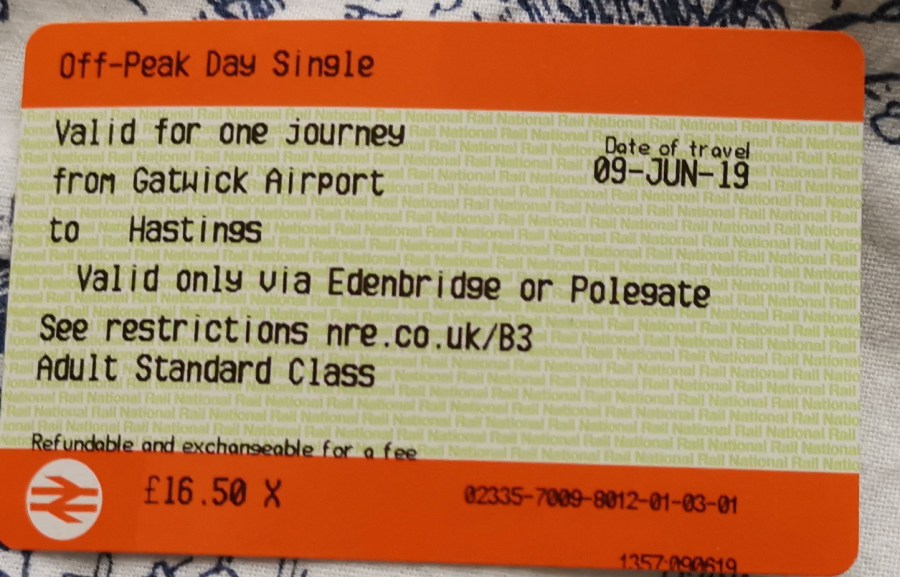 Off-Peak Day Single
Valid for one journey
Date of travel
from Gatwick Airport
09-JUN-19
to Hastings
Valid only via Edenbridge or Polegate
See restrictions nre.co.uk/B3
Adult Standard Class
Refundable and exchangeable for a fee
£16.50 X
02335-7009-8012-01-03-01
1357:090619